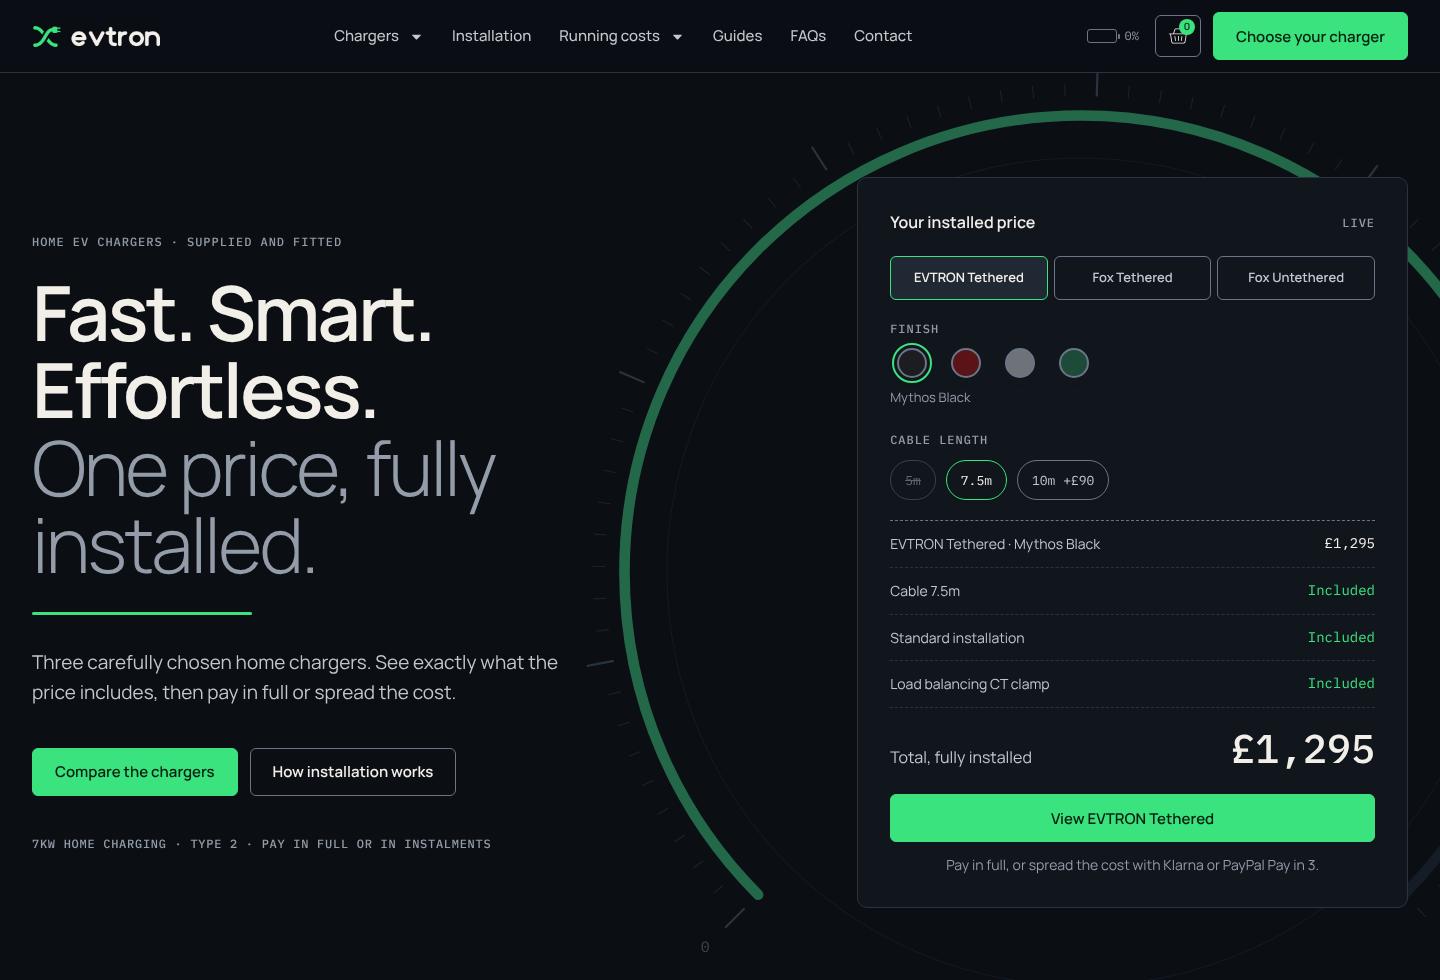 evtron
Chargers
Installation
Running costs
Guides
FAQs
Contact
0%
0
Choose your charger
HOME EV CHARGERS · SUPPLIED AND FITTED
Fast. Smart.
Effortless.
One price, fully
installed.
Three carefully chosen home chargers. See exactly what the
price includes, then pay in full or spread the cost.
Compare the chargers
How installation works
7KW HOME CHARGING · TYPE 2 · PAY IN FULL OR IN INSTALMENTS
0
Your installed price
LIVE
EVTRON Tethered
Fox Tethered
Fox Untethered
FINISH
Mythos Black
CABLE LENGTH
5m
7.5m
10m +£90
EVTRON Tethered · Mythos Black £1,295
Cable 7.5m Included
Standard installation Included
Load balancing CT clamp Included
Total, fully installed £1,295
View EVTRON Tethered
Pay in full, or spread the cost with Klarna or PayPal Pay in 3.